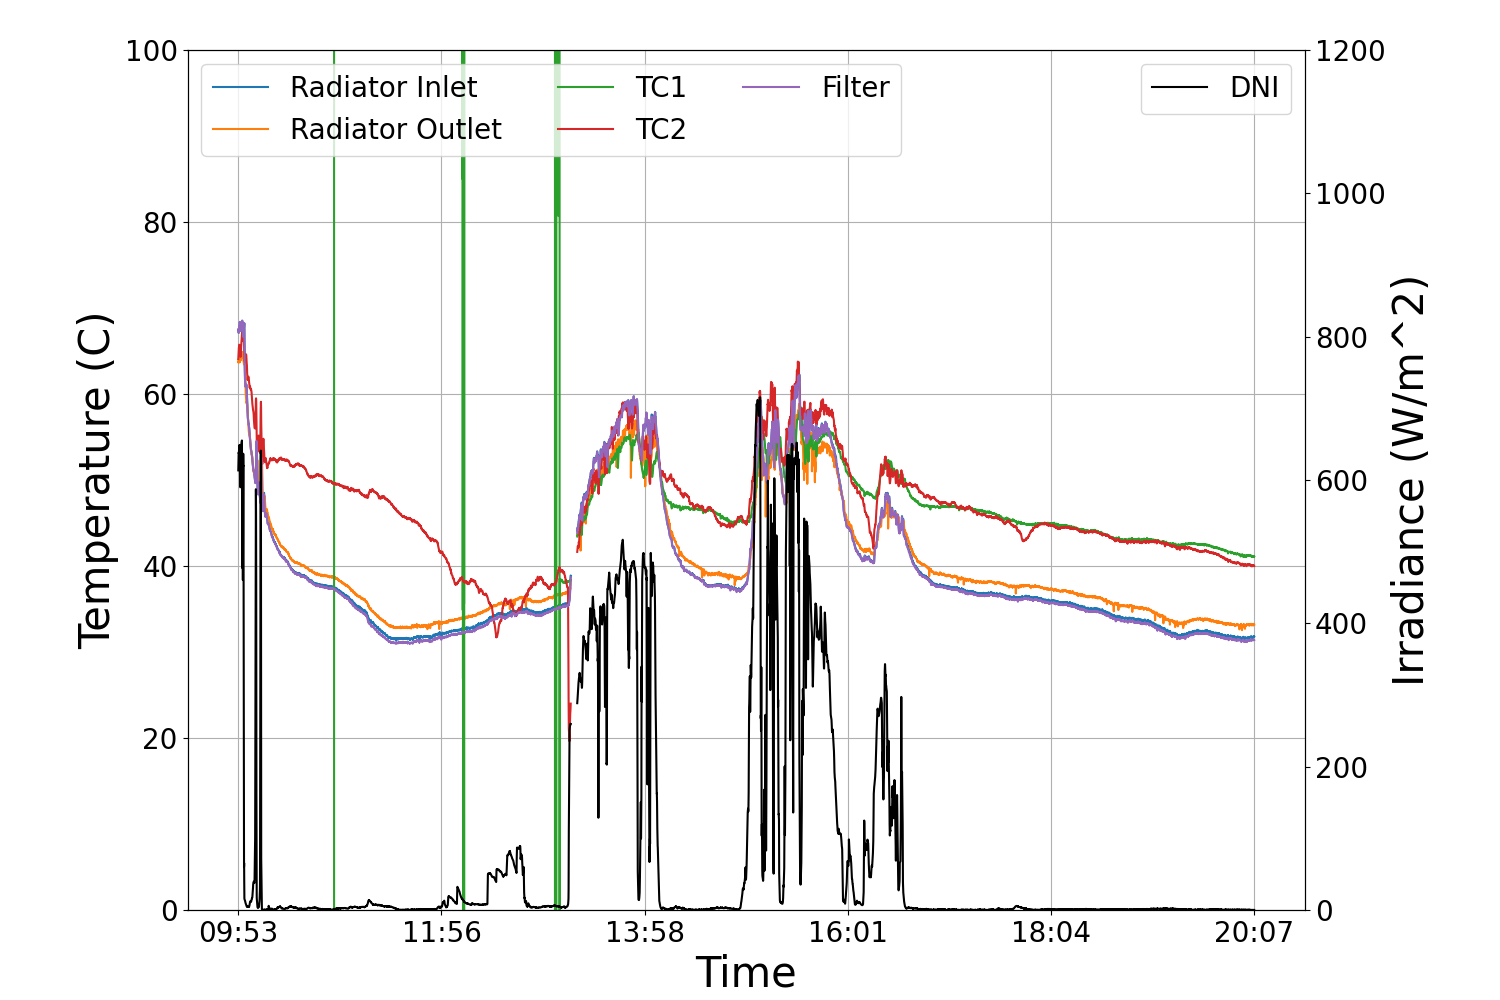 100
80
60
40
20
0
Temperature (C)
Radiator Inlet
Radiator Outlet
TC1
TC2
Filter
DNI
1200
1000
800
600
400
200
0
Irradiance (W/m^2)
09:53 11:56 13:58 16:01 18:04 20:07
Time